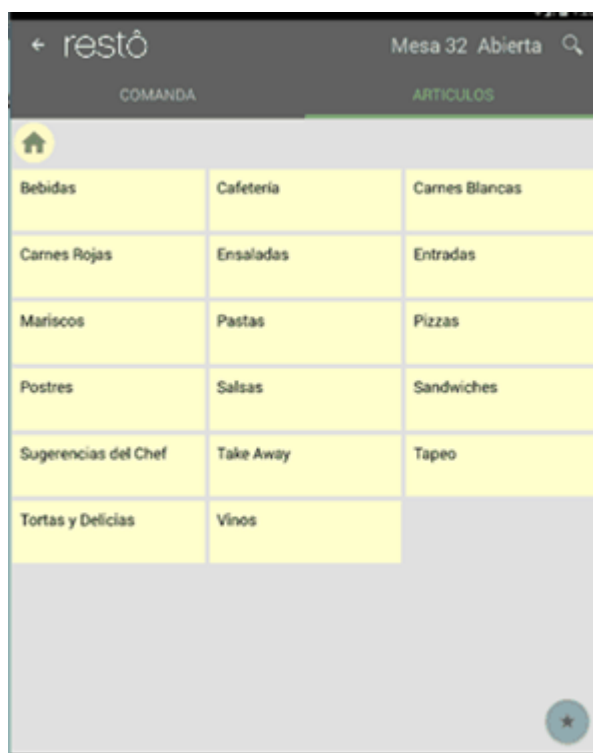 restô
Mesa 32 Abierta
COMANDA ARTICULOS
Bebidas Cafetería Carnes Blancas
Carnes Rojas Ensaladas Entradas
Mariscos Pastas Pizzas
Postres Salsas Sandwiches
Sugerencias del Chef Take Away Tapeo
Tortas y Delicias Vinos